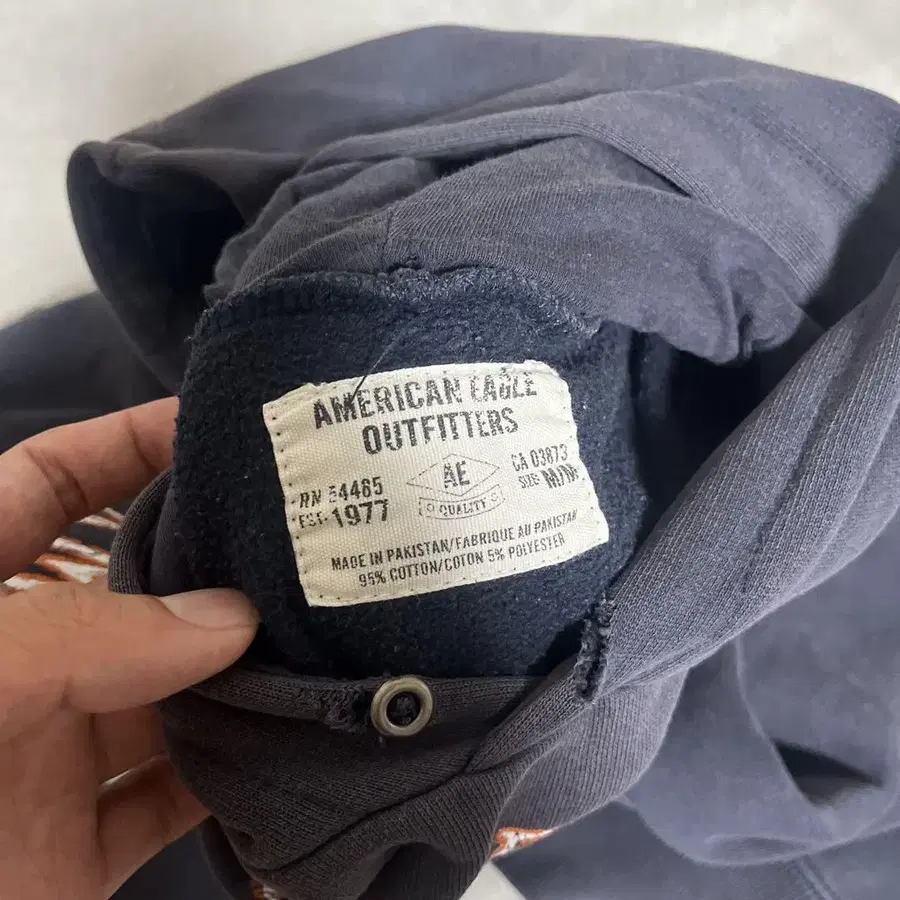 AMERICAN EAGLE
OUTFITTERS
RN 54485 CA 03873
EST. 1977 SIZE: M/M
AE
QUALITY
MADE IN PAKISTAN/FABRIQUE AU PAKISTAN
95% COTTON/COTON 5% POLYESTER